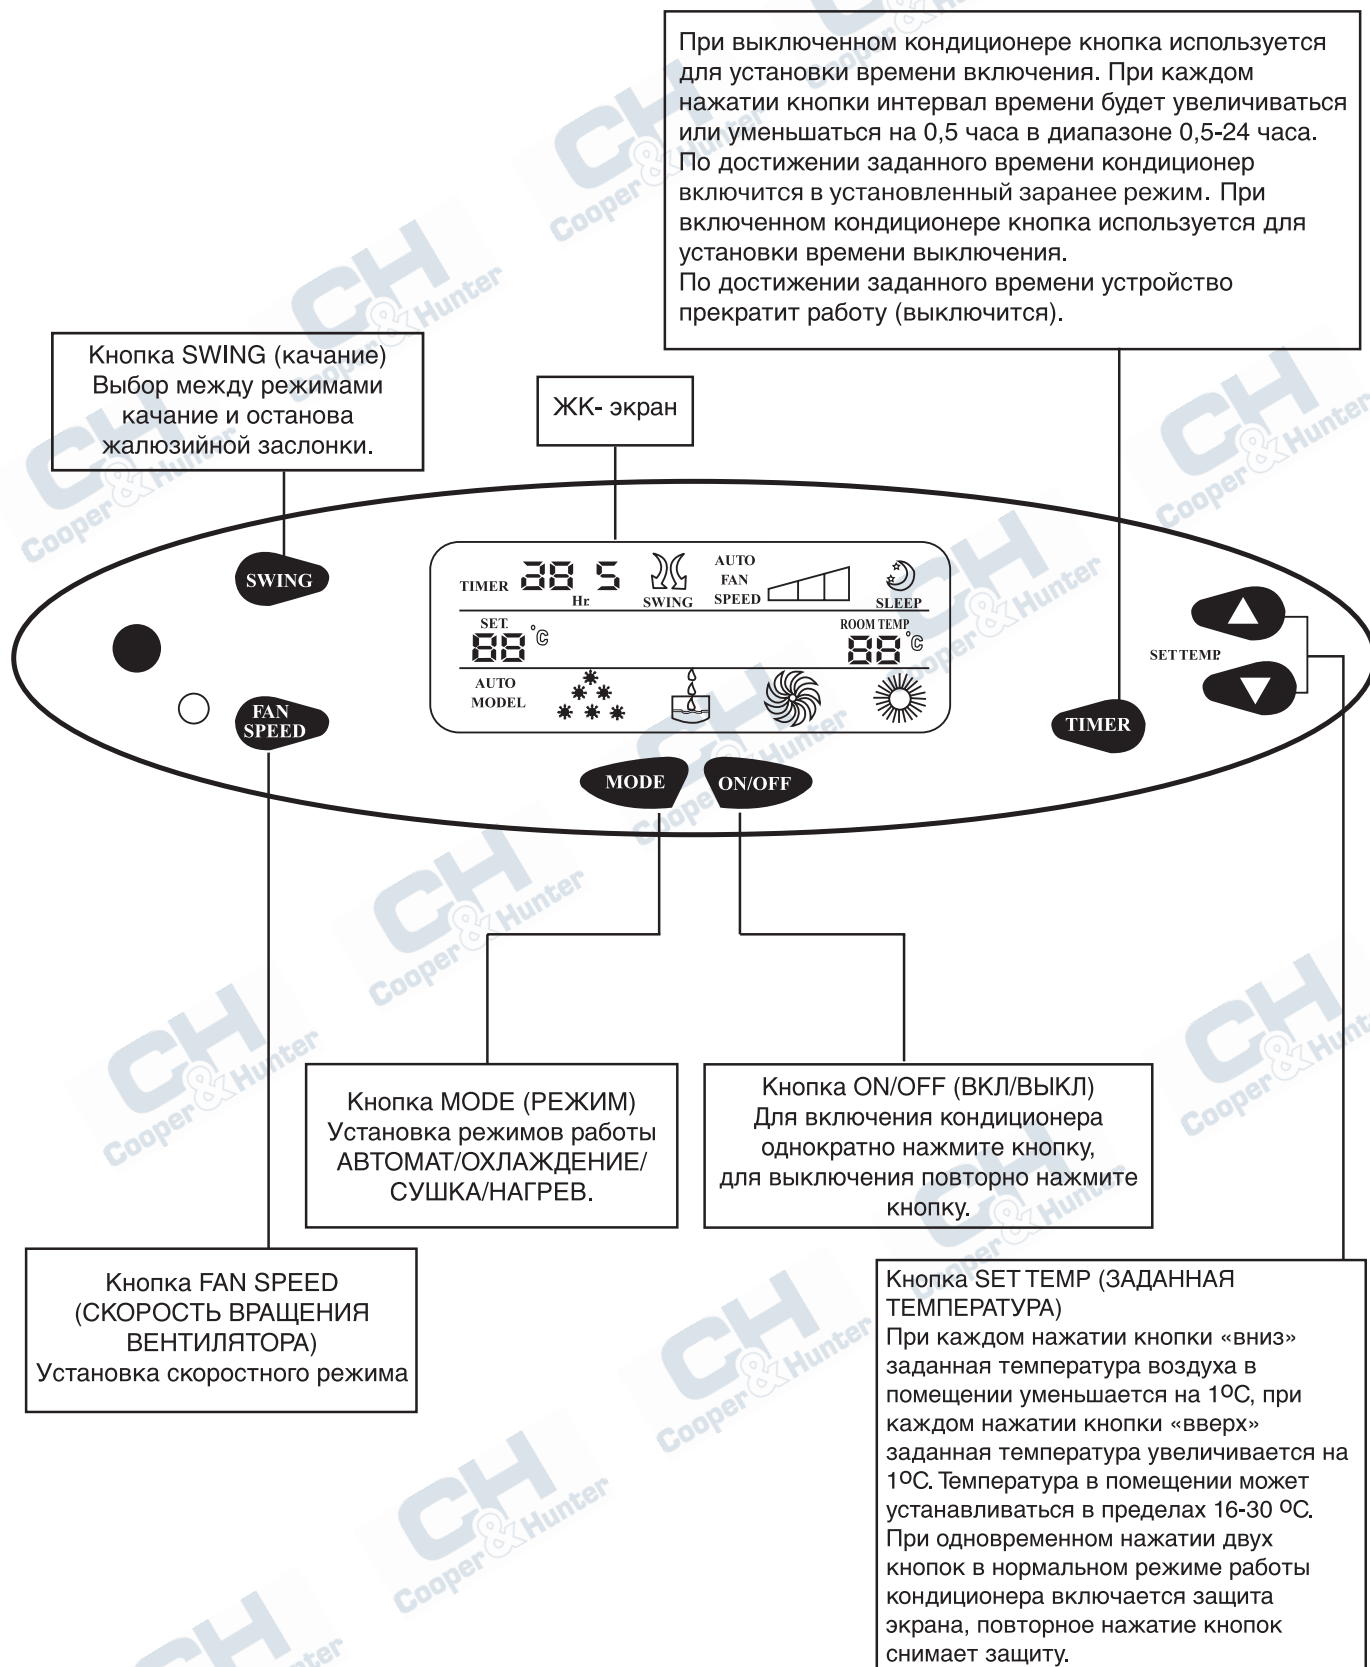 При выключенном кондиционере кнопка используется
для установки времени включения. При каждом
нажатии кнопки интервал времени будет увеличиваться
или уменьшаться на 0,5 часа в диапазоне 0,5-24 часа.
По достижении заданного времени кондиционер
включится в установленный заранее режим. При
включенном кондиционере кнопка используется для
установки времени выключения.
По достижении заданного времени устройство
прекратит работу (выключится).
Кнопка SWING (качание)
Выбор между режимами
качание и останова
жалюзийной заслонки.
ЖК- экран
SWING
TIMER 38 5 Hr.
SWING
AUTO
FAN
SPEED
SLEEP
SET.
88 °C
ROOM TEMP
88 °C
AUTO
MODEL
SET TEMP.
FAN
SPEED
TIMER
MODE
ON/OFF
Кнопка MODE (РЕЖИМ)
Установка режимов работы
АВТОМАТ/ОХЛАЖДЕНИЕ/
СУШКА/НАГРЕВ.
Кнопка ON/OFF (ВКЛ/ВЫКЛ)
Для включения кондиционера
однократно нажмите кнопку,
для выключения повторно нажмите
кнопку.
Кнопка FAN SPEED
(СКОРОСТЬ ВРАЩЕНИЯ
ВЕНТИЛЯТОРА)
Установка скоростного режима
Кнопка SET TEMP (ЗАДАННАЯ
ТЕМПЕРАТУРА)
При каждом нажатии кнопки «вниз»
заданная температура воздуха в
помещении уменьшается на 1ºС, при
каждом нажатии кнопки «вверх»
заданная температура увеличивается на
1ºС. Температура в помещении может
устанавливаться в пределах 16-30 ºС.
При одновременном нажатии двух
кнопок в нормальном режиме работы
кондиционера включается защита
экрана, повторное нажатие кнопок
снимает защиту.
CH
Cooper & Hunter